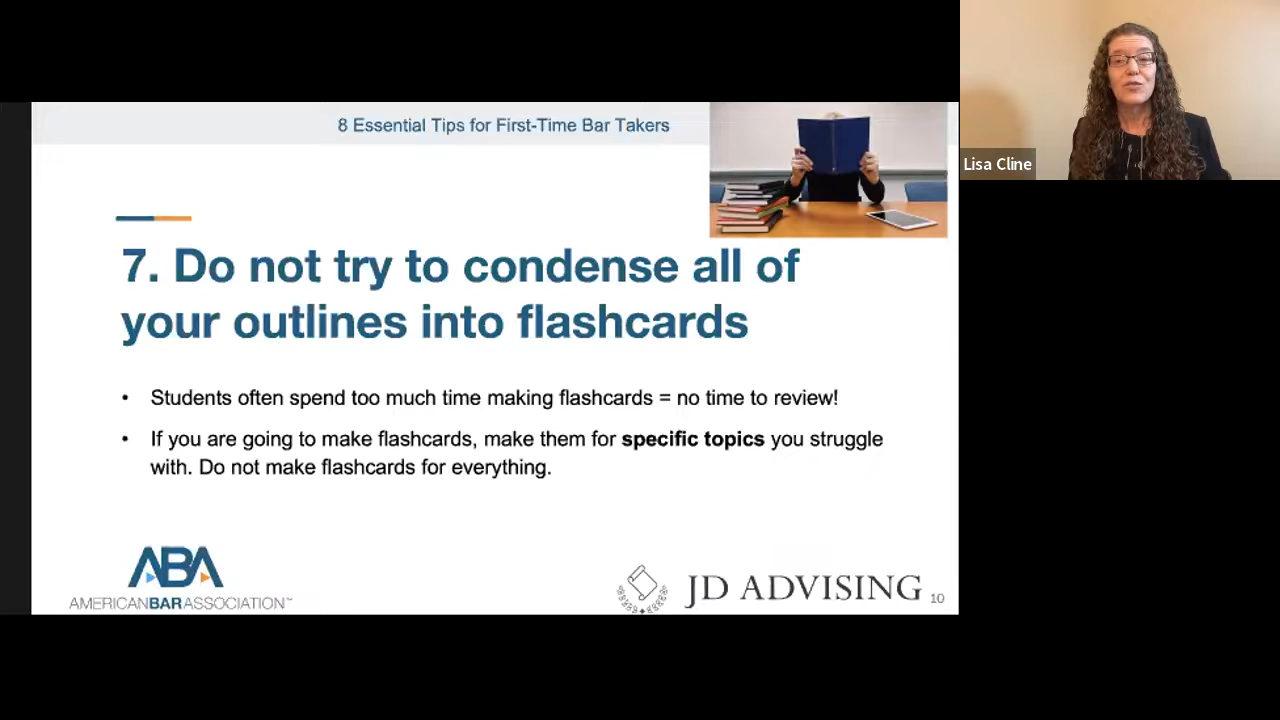 8 Essential Tips for First-Time Bar Takers
Lisa Cline
7. Do not try to condense all of
your outlines into flashcards
• Students often spend too much time making flashcards = no time to review!
• If you are going to make flashcards, make them for specific topics you struggle
with. Do not make flashcards for everything.
ABA
AMERICANBARASSOCIATION™
JD ADVISING
10